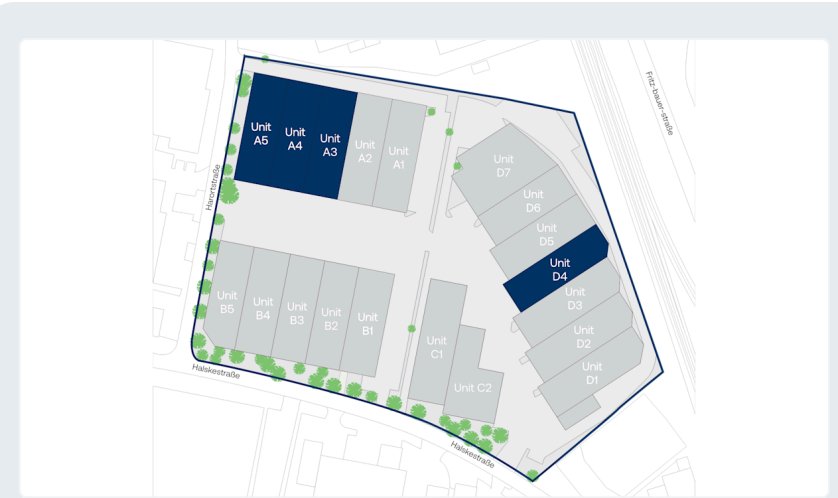 Fritz-bauer-straße
Harortstraße
Unit
A5
Unit
A4
Unit
A3
Unit
A2
Unit
A1
Unit
D7
Unit
D6
Unit
D5
Unit
D4
Unit
D3
Unit
D2
Unit
D1
Unit
B5
Unit
B4
Unit
B3
Unit
B2
Unit
B1
Unit
C1
Unit C2
Halskestraße
Halskestraße